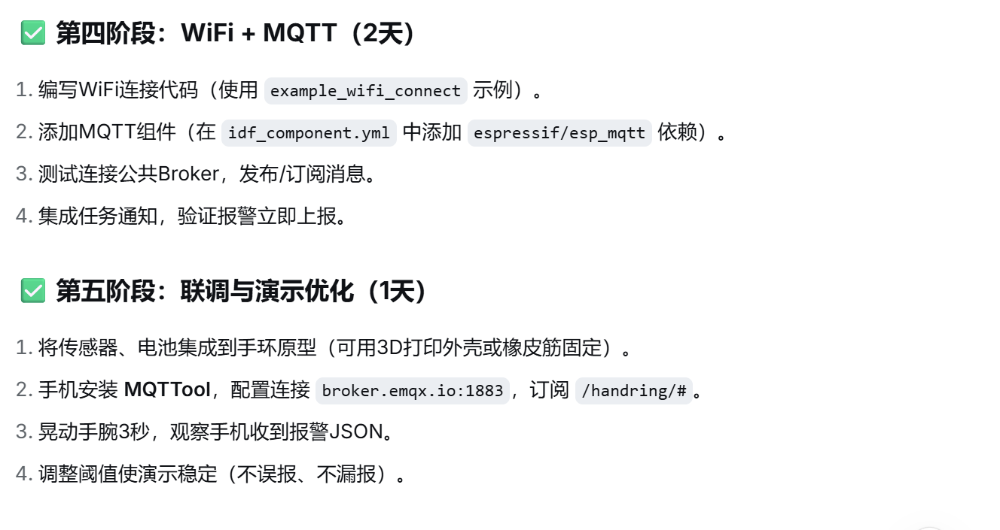 ✅ 第四阶段：WiFi + MQTT（2天）
1. 编写WiFi连接代码（使用 example_wifi_connect 示例）。
2. 添加MQTT组件（在 idf_component.yml 中添加 espressif/esp_mqtt 依赖）。
3. 测试连接公共Broker，发布/订阅消息。
4. 集成任务通知，验证报警立即上报。
✅ 第五阶段：联调与演示优化（1天）
1. 将传感器、电池集成到手环原型（可用3D打印外壳或橡皮筋固定）。
2. 手机安装 MQTTool，配置连接 broker.emqx.io:1883，订阅 /handring/#。
3. 晃动手腕3秒，观察手机收到报警JSON。
4. 调整阈值使演示稳定（不误报、不漏报）。